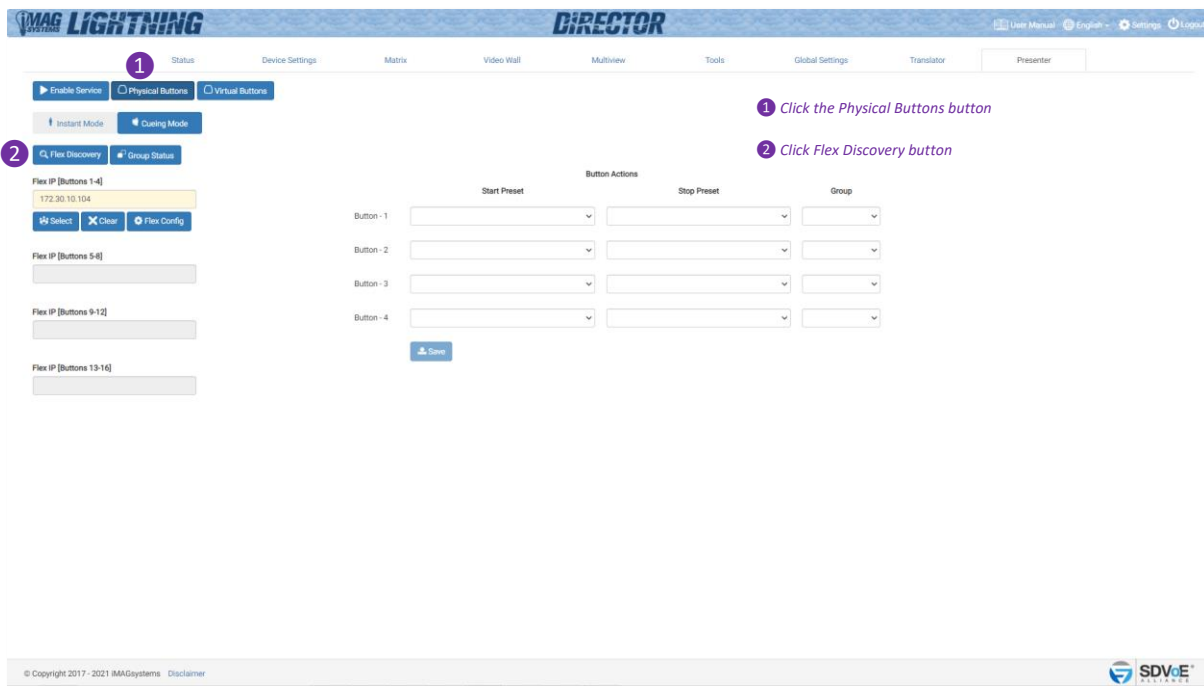 iMAG SYSTEMS LIGHTNING DiRECTOR User Manual English Settings Logout
Status Device Settings Matrix Video Wall Multiview Tools Global Settings Translator Presenter
1
Enable Service Physical Buttons Virtual Buttons
1 Click the Physical Buttons button
Instant Mode Cueing Mode
2 Flex Discovery Group Status
2 Click Flex Discovery button
Button Actions
Flex IP [Buttons 1-4]
Start Preset Stop Preset Group
172.30.10.104
Select Clear Flex Config
Button - 1
Button - 2
Flex IP [Buttons 5-8]
Button - 3
Flex IP [Buttons 9-12]
Button - 4
Save
Flex IP [Buttons 13-16]
© Copyright 2017 - 2021 iMAGsystems Disclaimer
SDVoE
ALLIANCE